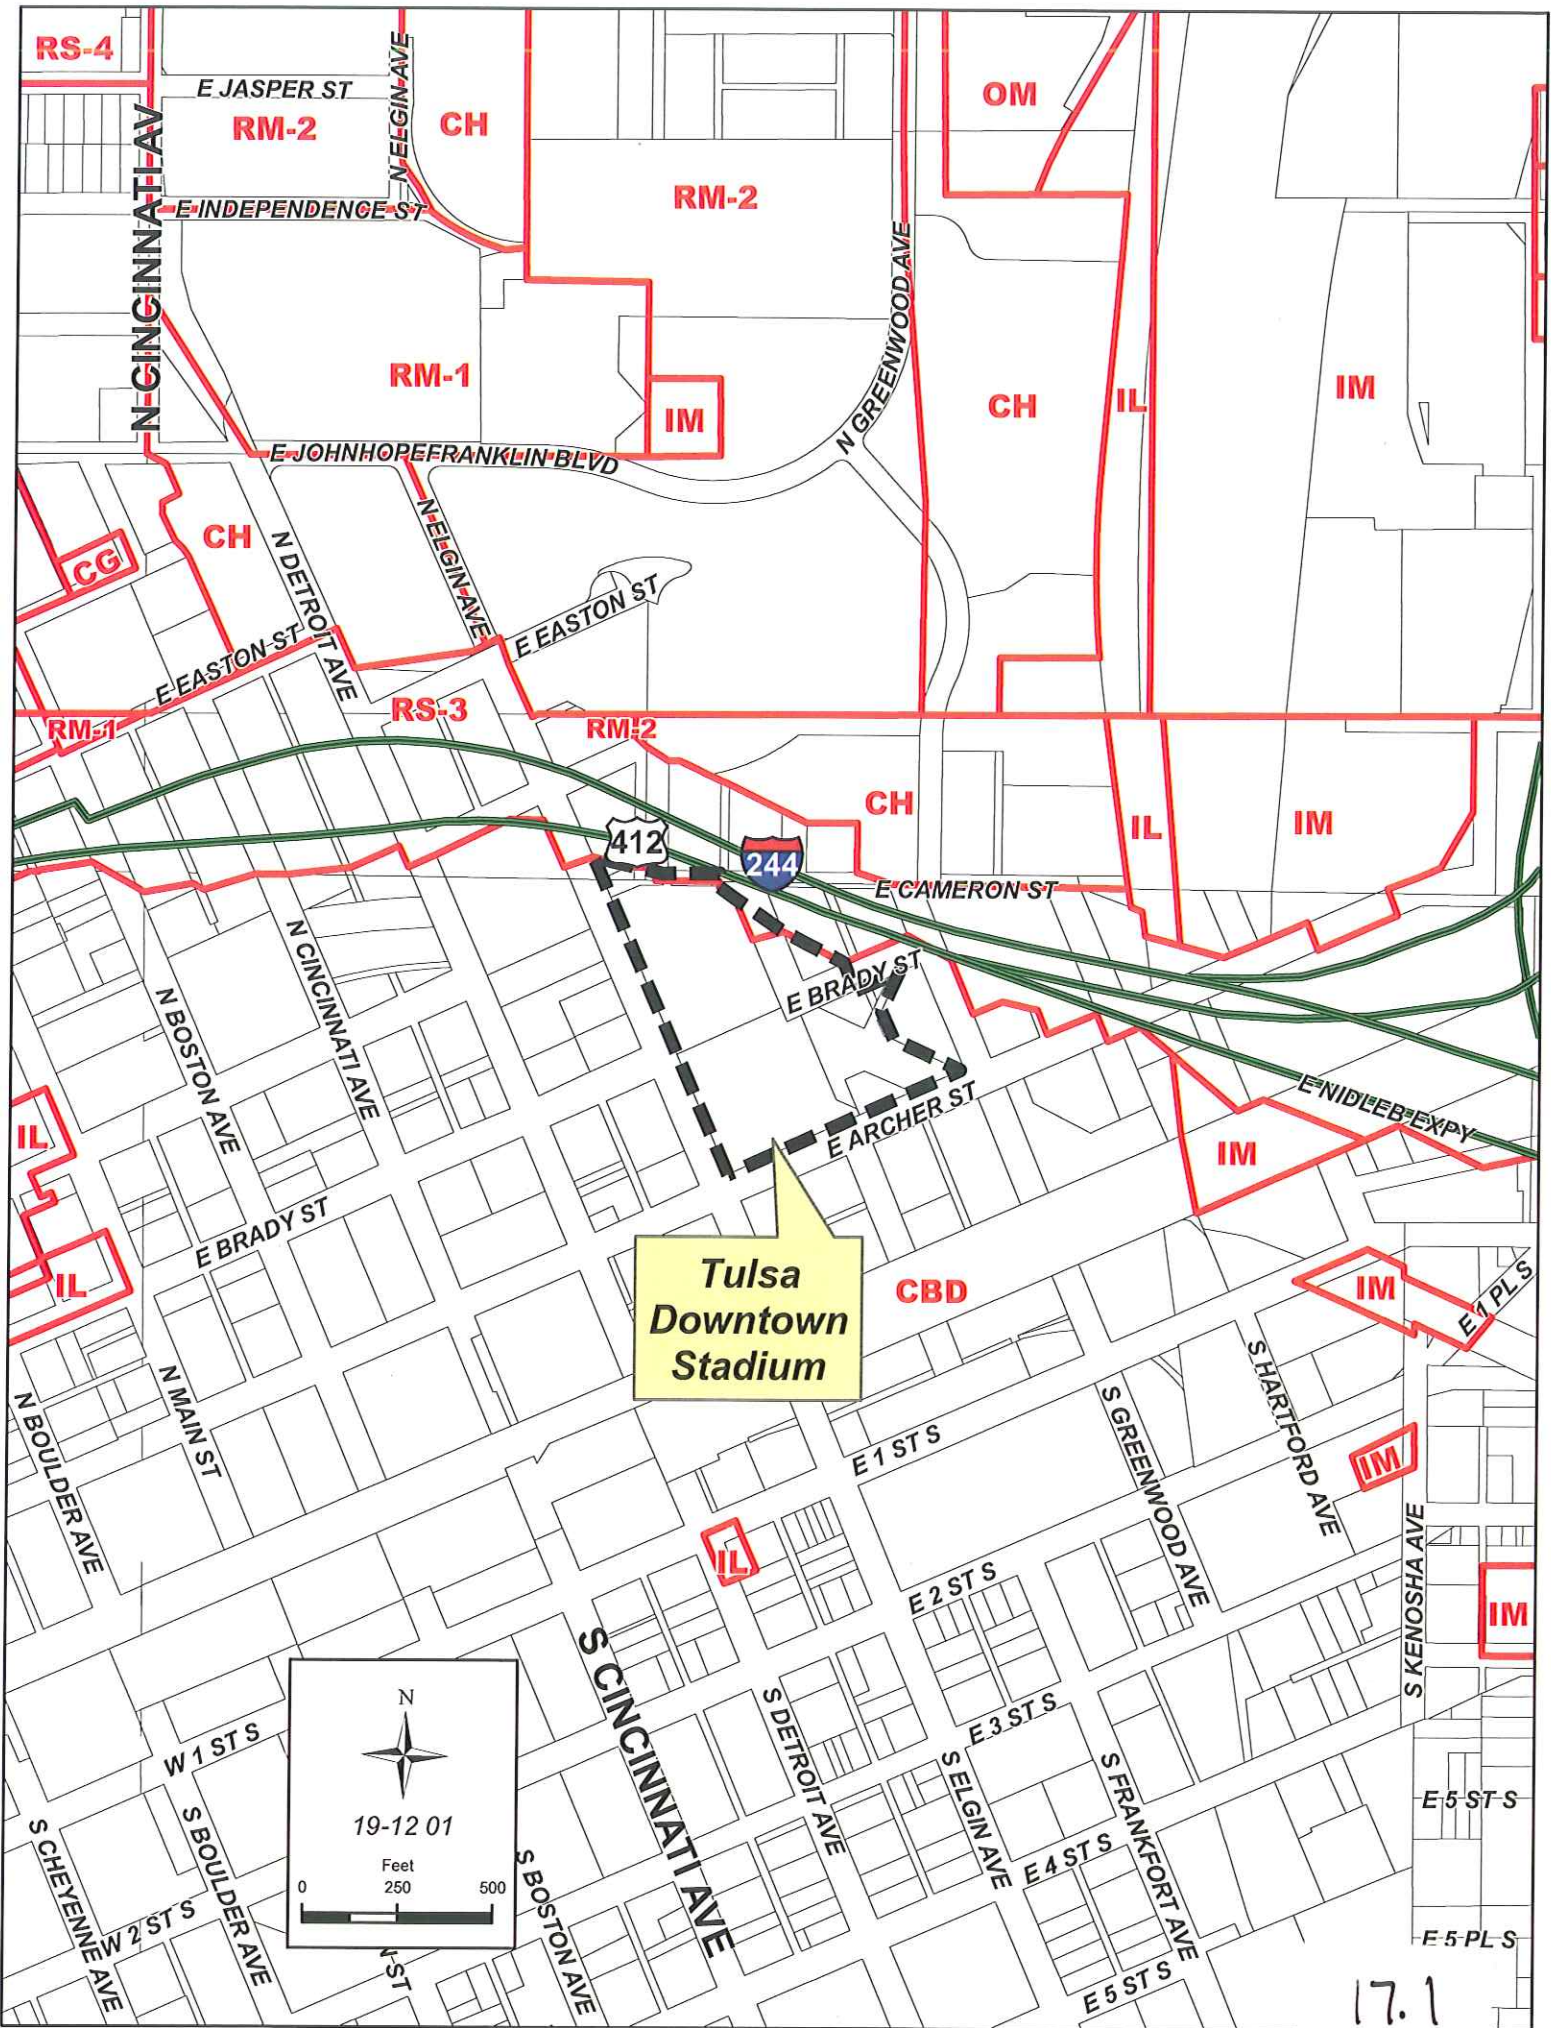 RS-4
E JASPER ST
N ELGIN AVE
CH
OM
RM-2
N CINCINNATI AV
RM-2
E INDEPENDENCE ST
N GREENWOOD AVE
RM-1
IM
CH
IL
IM
E JOHNHOPEFRANKLIN BLVD
CH
CG
N DETROIT AVE
N ELGIN AVE
E EASTON ST
E EASTON ST
RS-3
RM-1
RM-2
CH
IL
IM
412
244
E CAMERON ST
N CINCINNATI AVE
E BRADY ST
N BOSTON AVE
E NIDLEB EXPY
E ARCHER ST
IL
IM
E BRADY ST
IL
Tulsa
Downtown
Stadium
CBD
IM
E 1 PL S
N BOULDER AVE
N MAIN ST
E 1 ST S
S GREENWOOD AVE
S HARTFORD AVE
IM
IL
E 2 ST S
S KENOSHA AVE
IM
S CINCINNATI AVE
S DETROIT AVE
E 3 ST S
W 1 ST S
S ELGIN AVE
S FRANKFORT AVE
E 5 ST S
N
19-12 01
Feet
0 250 500
S CHEYENNE AVE
S BOULDER AVE
S BOSTON AVE
E 4 ST S
W 2 ST S
N ST
E 5 PL S
E 5 ST S
17.1